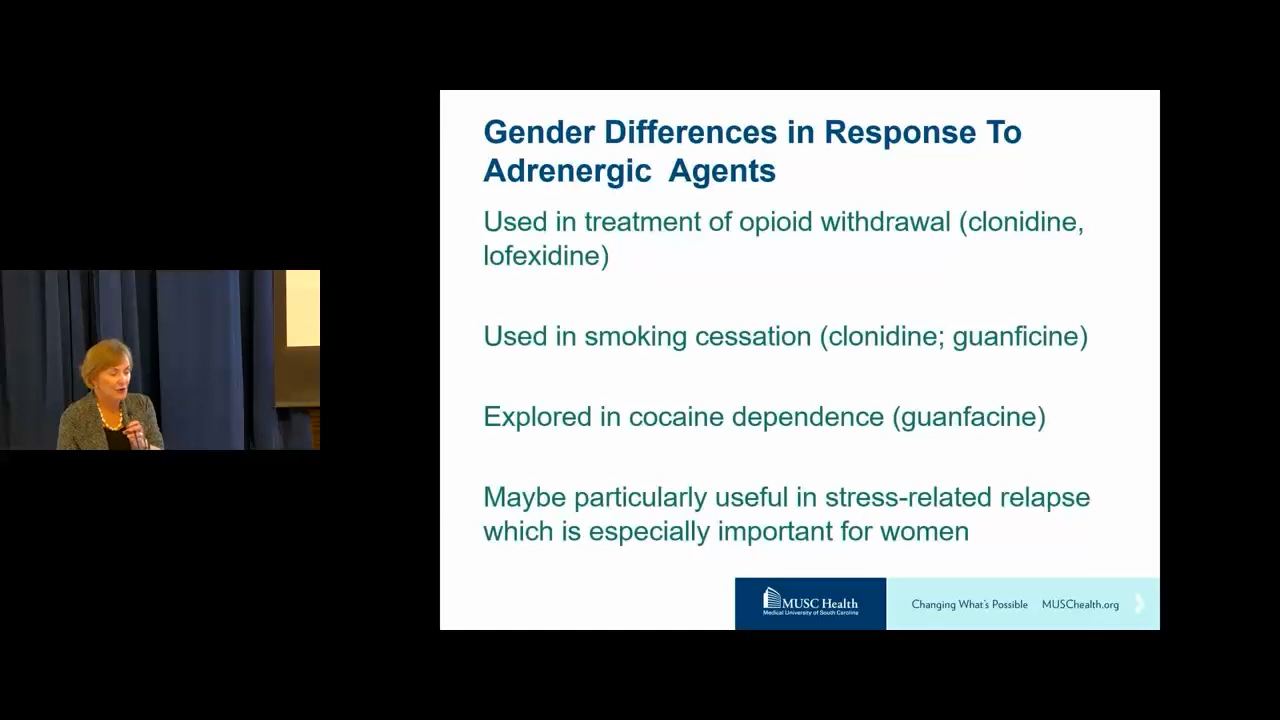 Gender Differences in Response To
Adrenergic Agents
Used in treatment of opioid withdrawal (clonidine,
lofexidine)
Used in smoking cessation (clonidine; guanficine)
Explored in cocaine dependence (guanfacine)
Maybe particularly useful in stress-related relapse
which is especially important for women
MUSC Health
Medical University of South Carolina
Changing What's Possible MUSChealth.org